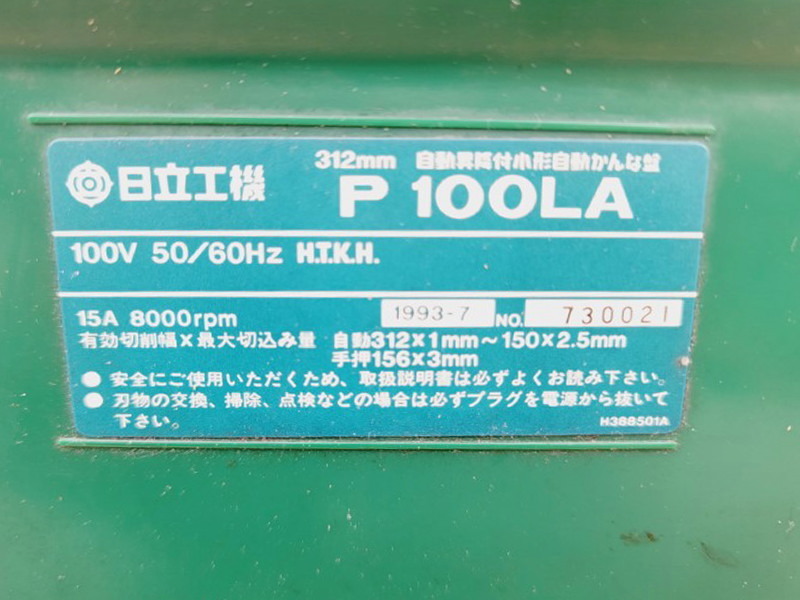 日立工機
312mm 自動昇降付小形自動かんな盤
P 100LA
100V 50/60Hz H.T.K.H.
15A 8000rpm 1993-7 NO. 730021
有効切削幅×最大切込み量 自動312×1mm～150×2.5mm
手押156×3mm
● 安全にご使用いただくため、取扱説明書は必ずよくお読み下さい。
● 刃物の交換、掃除、点検などの場合は必ずプラグを電源から抜いて
下さい。
H388501A